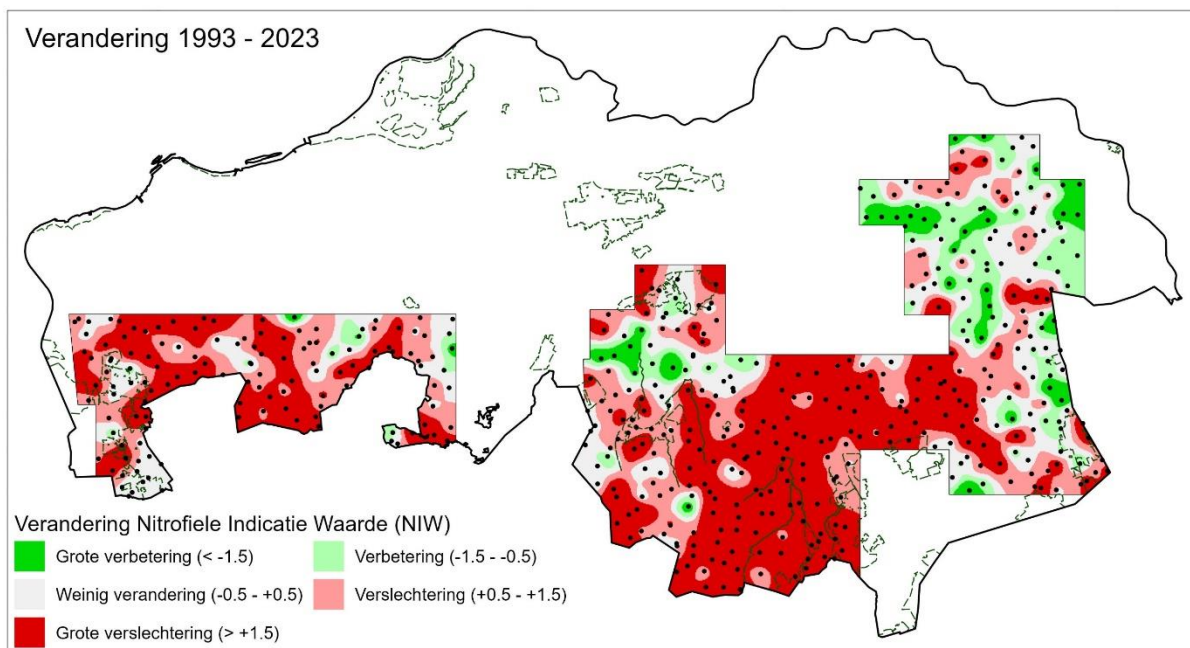 Verandering 1993 - 2023
Verandering Nitrofiele Indicatie Waarde (NIW)
Grote verbetering (< -1.5)
Verbetering (-1.5 - -0.5)
Weinig verandering (-0.5 - +0.5)
Verslechtering (+0.5 - +1.5)
Grote verslechtering (> +1.5)